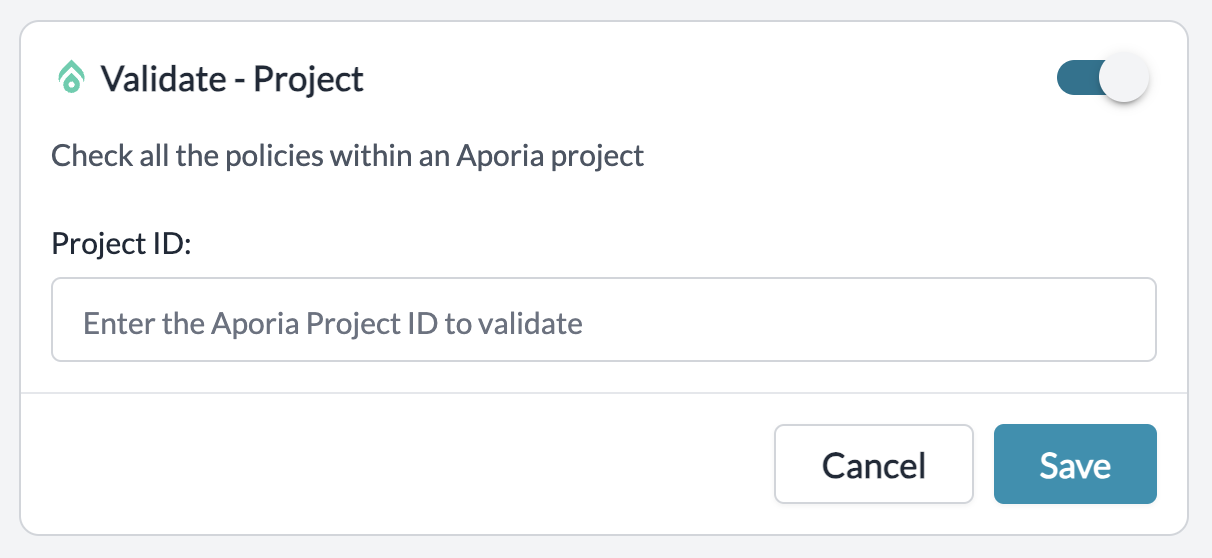 Validate - Project
Check all the policies within an Aporia project
Project ID:
Enter the Aporia Project ID to validate
Cancel
Save